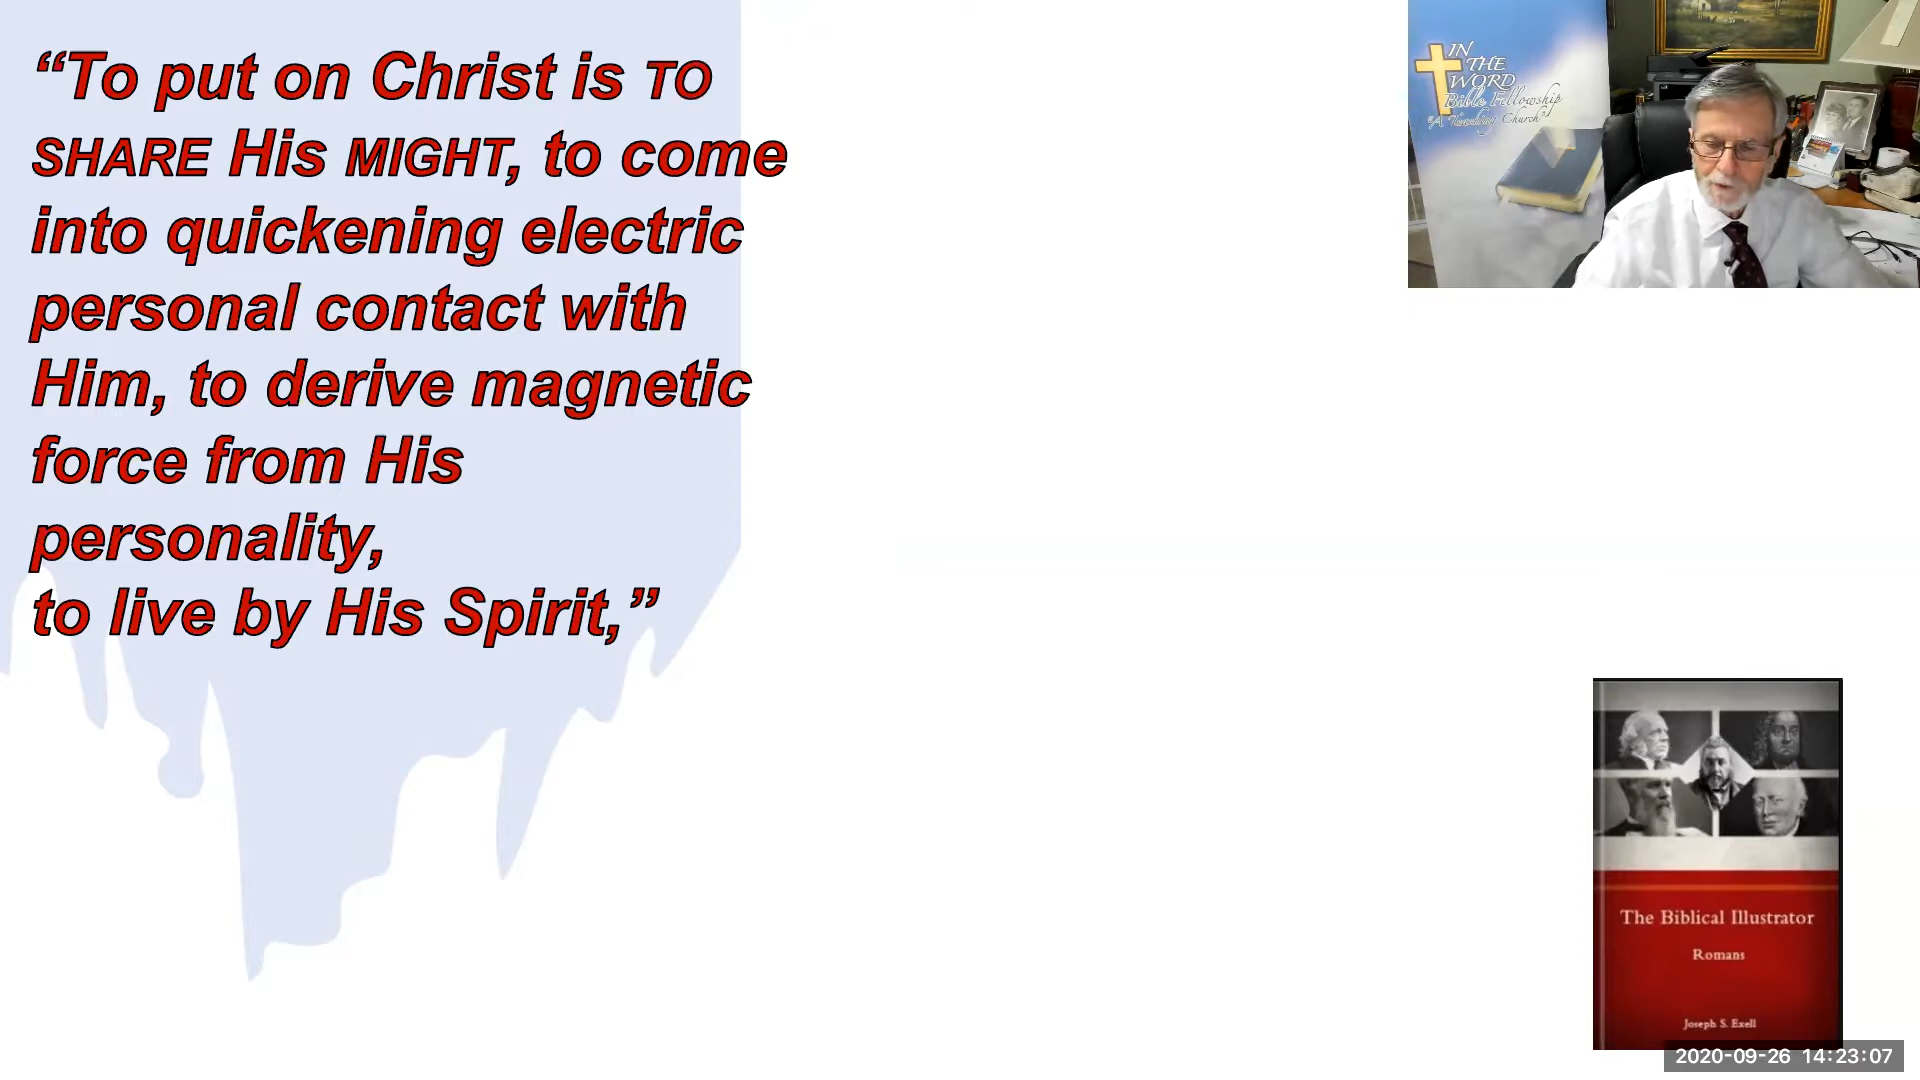 “To put on Christ is TO
SHARE His MIGHT, to come
into quickening electric
personal contact with
Him, to derive magnetic
force from His
personality,
to live by His Spirit,”
IN
THE
WORD
Bible Fellowship
"A Teaching Church"
The Biblical Illustrator
Romans
Joseph S. Exell
2020-09-26 14:23:07